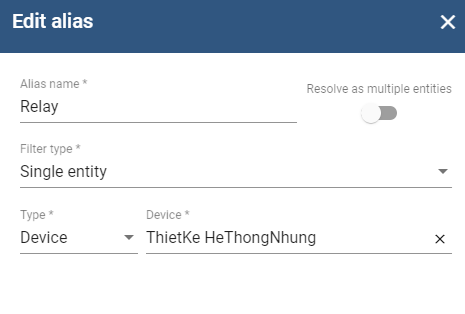 Edit alias
Alias name *
Resolve as multiple entities
Relay
Filter type *
Single entity
Type *
Device *
Device
ThietKe HeThongNhung